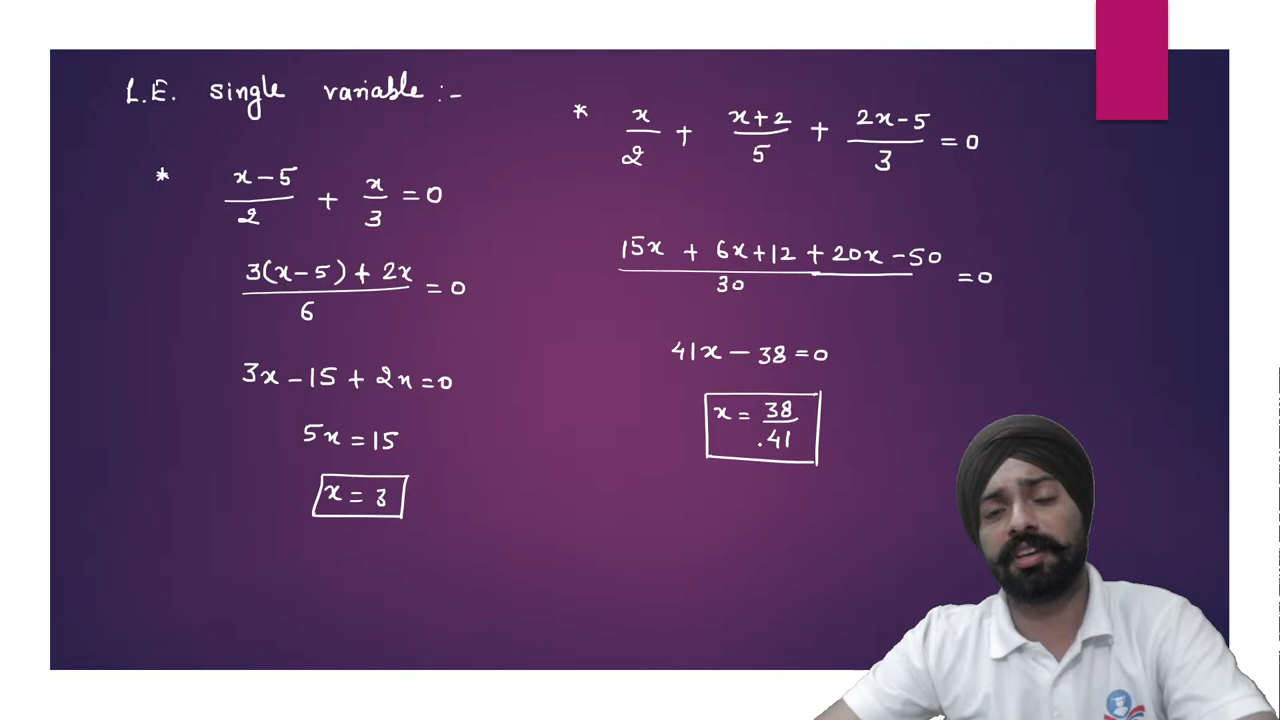 L.E. single variable :-
* (x-5)/2 + x/3 = 0
(3(x-5) + 2x)/6 = 0
3x - 15 + 2x = 0
5x = 15
x = 3
* x/2 + (x+2)/5 + (2x-5)/3 = 0
(15x + 6x+12 + 20x - 50)/30 = 0
41x - 38 = 0
x = 38/.41